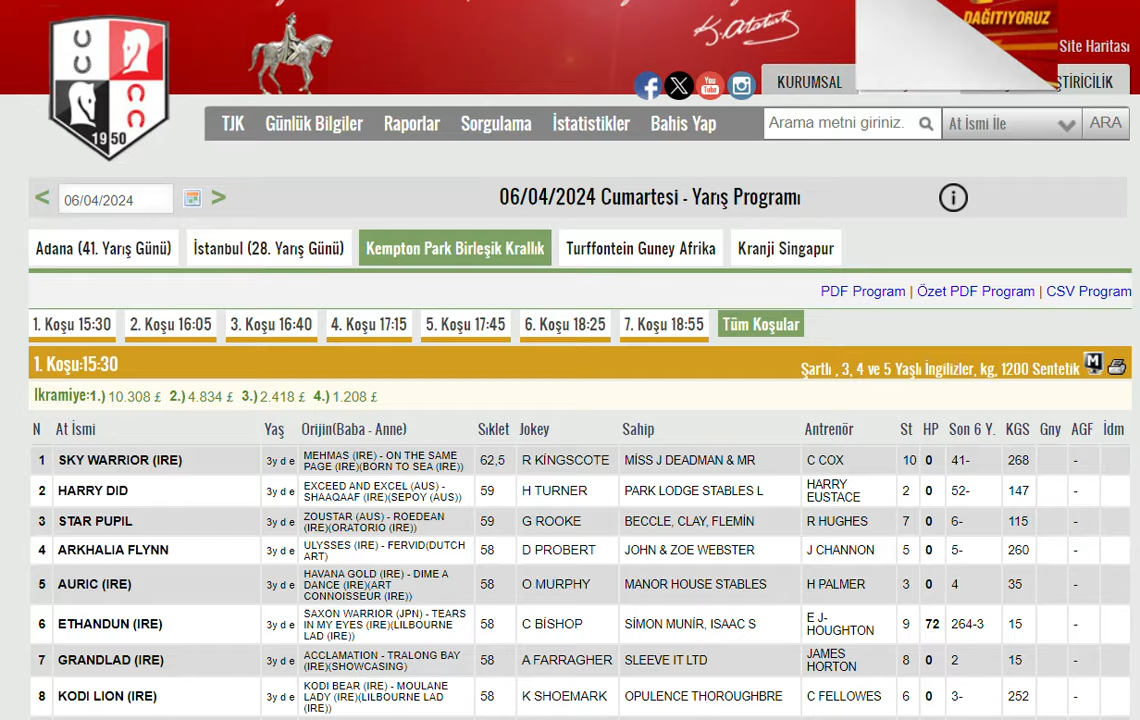 K. Atatürk
DAĞITIYORUZ
Site Haritası
KURUMSAL
1950
TJK Günlük Bilgiler Raporlar Sorgulama İstatistikler Bahis Yap
Arama metni giriniz. At İsmi İle ARA
< 06/04/2024 > 06/04/2024 Cumartesi - Yarış Programı
Adana (41. Yarış Günü) İstanbul (28. Yarış Günü) Kempton Park Birleşik Krallık Turffontein Guney Afrika Kranji Singapur
PDF Program | Özet PDF Program | CSV Program
1. Koşu 15:30 2. Koşu 16:05 3. Koşu 16:40 4. Koşu 17:15 5. Koşu 17:45 6. Koşu 18:25 7. Koşu 18:55 Tüm Koşular
1. Koşu:15:30 Şartlı , 3, 4 ve 5 Yaşlı İngilizler, kg, 1200 Sentetik M
İkramiye:1.) 10.308 £ 2.) 4.834 £ 3.) 2.418 £ 4.) 1.208 £
N At İsmi Yaş Orijin(Baba - Anne) Sıklet Jokey Sahip Antrenör St HP Son 6 Y. KGS Gny AGF İdm
1 SKY WARRIOR (IRE) 3y d e MEHMAS (IRE) - ON THE SAME PAGE (IRE)(BORN TO SEA (IRE)) 62,5 R KİNGSCOTE MİSS J DEADMAN & MR C COX 10 0 41- 268 -
2 HARRY DID 3y d e EXCEED AND EXCEL (AUS) - SHAAQAAF (IRE)(SEPOY (AUS)) 59 H TURNER PARK LODGE STABLES L HARRY EUSTACE 2 0 52- 147 -
3 STAR PUPIL 3y d e ZOUSTAR (AUS) - ROEDEAN (IRE)(ORATORIO (IRE)) 59 G ROOKE BECCLE, CLAY, FLEMİN R HUGHES 7 0 6- 115 -
4 ARKHALIA FLYNN 3y d e ULYSSES (IRE) - FERVID(DUTCH ART) 58 D PROBERT JOHN & ZOE WEBSTER J CHANNON 5 0 5- 260 -
5 AURIC (IRE) 3y d e HAVANA GOLD (IRE) - DIME A DANCE (IRE)(ART CONNOISSEUR (IRE)) 58 O MURPHY MANOR HOUSE STABLES H PALMER 3 0 4 35 -
6 ETHANDUN (IRE) 3y d e SAXON WARRIOR (JPN) - TEARS IN MY EYES (IRE)(LILBOURNE LAD (IRE)) 58 C BİSHOP SİMON MUNİR, ISAAC S E J-HOUGHTON 9 72 264-3 15 -
7 GRANDLAD (IRE) 3y d e ACCLAMATION - TRALONG BAY (IRE)(SHOWCASING) 58 A FARRAGHER SLEEVE IT LTD JAMES HORTON 8 0 2 15 -
8 KODI LION (IRE) 3y d e KODI BEAR (IRE) - MOULANE LADY (IRE)(LILBOURNE LAD (IRE)) 58 K SHOEMARK OPULENCE THOROUGHBRE C FELLOWES 6 0 3- 252 -